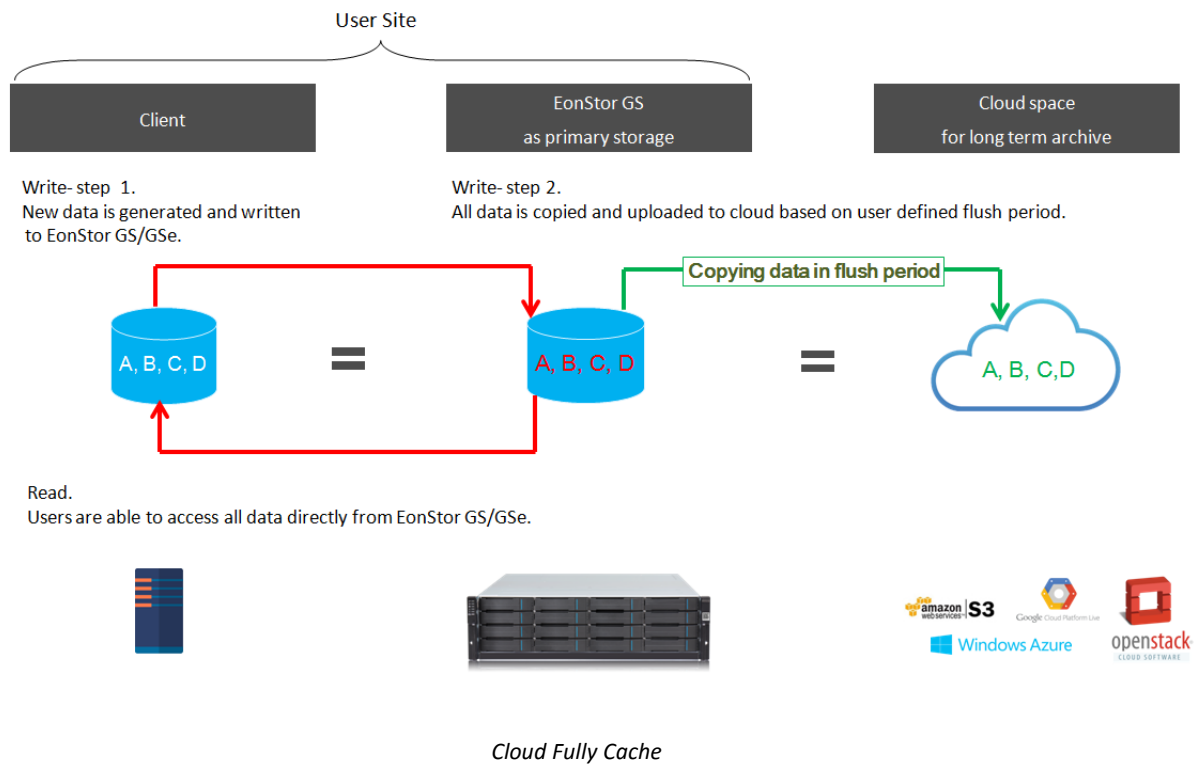 User Site
Client
EonStor GS
as primary storage
Cloud space
for long term archive
Write- step 1.
New data is generated and written
to EonStor GS/GSe.
Write- step 2.
All data is copied and uploaded to cloud based on user defined flush period.
Copying data in flush period
A, B, C, D
=
A, B, C, D
=
A, B, C,D
Read.
Users are able to access all data directly from EonStor GS/GSe.
amazon webservices™ S3
Google Cloud Platform Live
Windows Azure
openstack
CLOUD SOFTWARE
Cloud Fully Cache